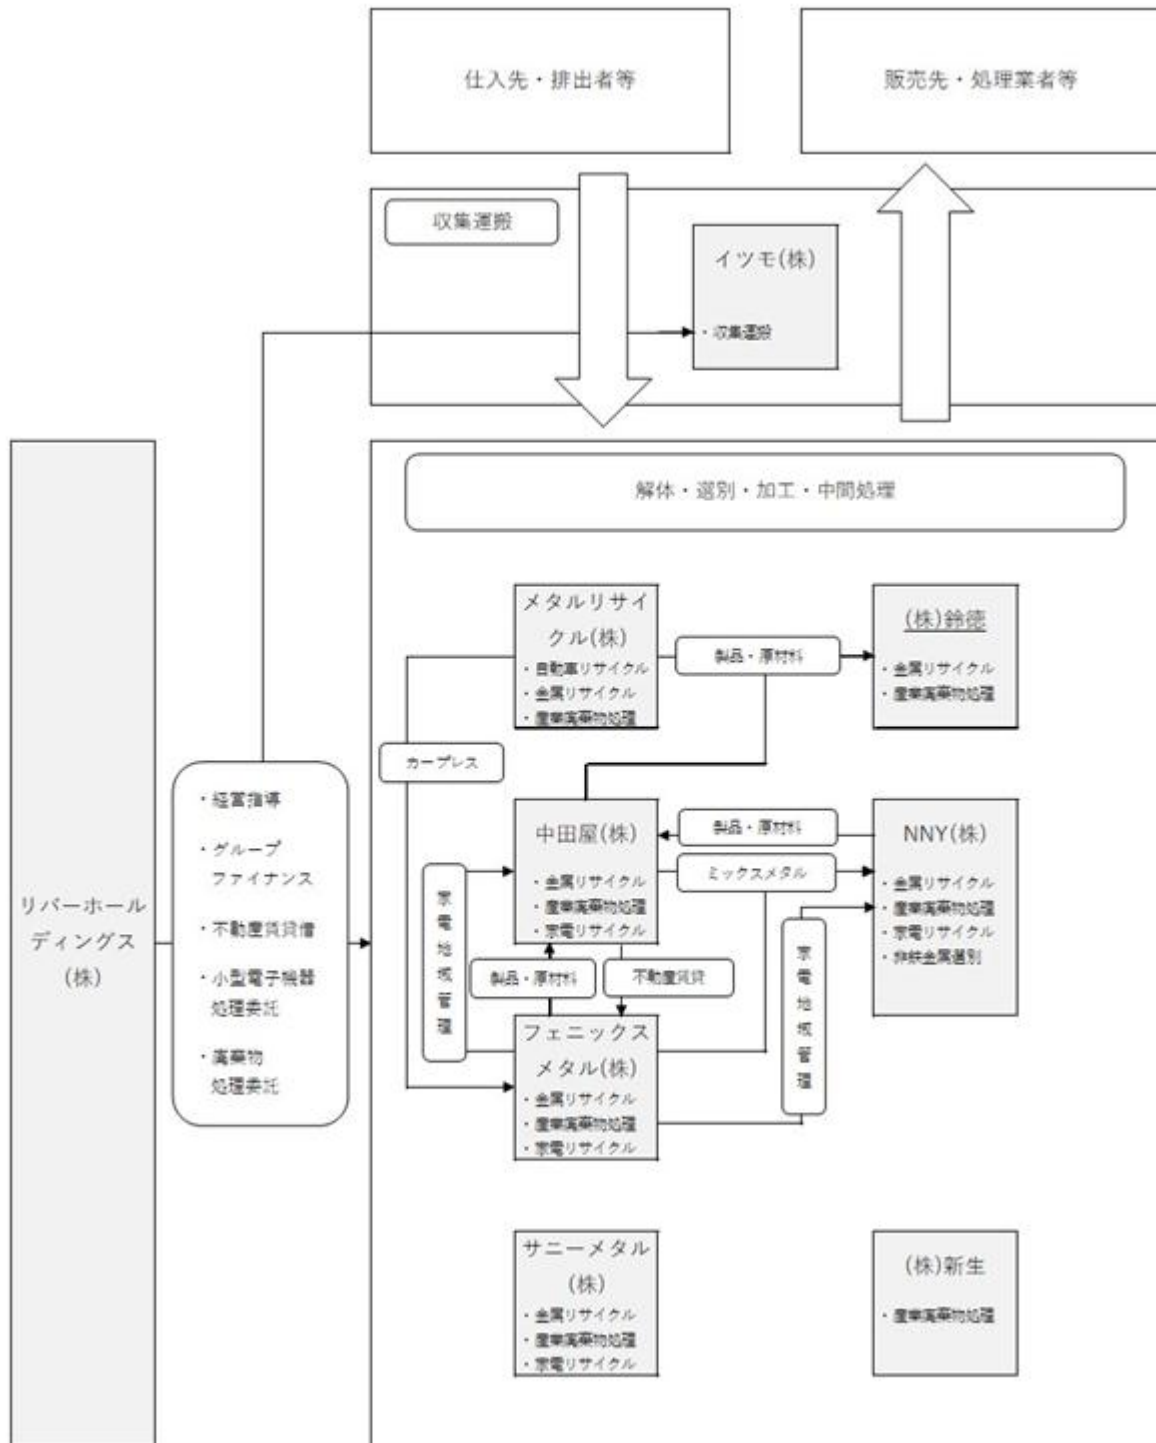 仕入先・排出者等
販売先・処理業者等
収集運搬
イツモ(株)
・収集運搬
解体・選別・加工・中間処理
リバーホール
ディングス
(株)
・経営指導
・グループ
ファイナンス
・不動産賃貸借
・小型電子機器
処理委託
・廃棄物
処理委託
メタルリサイ
クル(株)
・自動車リサイクル
・金属リサイクル
・産業廃棄物処理
製品・原材料
(株)鈴徳
・金属リサイクル
・産業廃棄物処理
カープレス
中田屋(株)
・金属リサイクル
・産業廃棄物処理
・家電リサイクル
製品・原材料
ミックスメタル
NNY(株)
・金属リサイクル
・産業廃棄物処理
・家電リサイクル
・非鉄金属選別
家電地域管理
製品・原材料
不動産賃貸
家電地域管理
フェニックス
メタル(株)
・金属リサイクル
・産業廃棄物処理
・家電リサイクル
サニーメタル
(株)
・金属リサイクル
・産業廃棄物処理
・家電リサイクル
(株)新生
・産業廃棄物処理